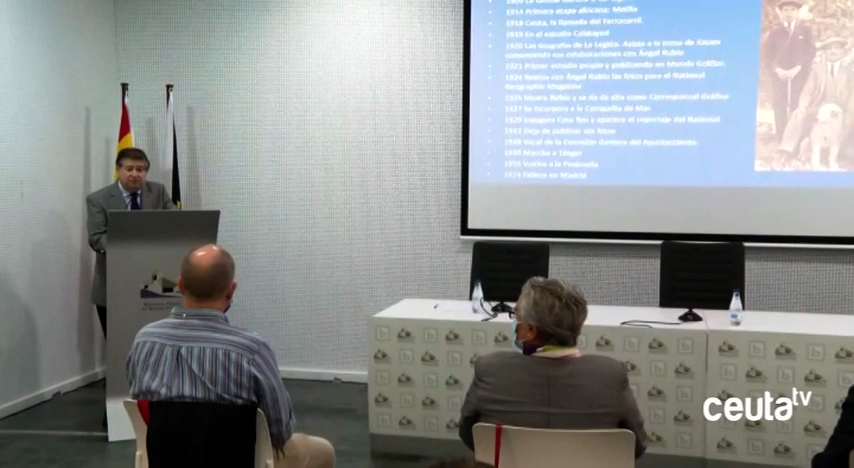 1914 Primera etapa africana: Melilla
1918 Ceuta, la llamada del Ferrocarril.
1919 En el estudio Calatayud
1920 Las fotografías de La Legión. Asiste a la toma de Xauen
comenzando sus colaboraciones con Ángel Rubio
1921 Primer estudio propio y publicando en Mundo Gráfico.
1924 Realiza con Ángel Rubio las fotos para el National
Geographic Magazine
1925 Muere Rubio y se da de alta como Corresponsal Gráfico
1927 Se incorpora a la Compañía de Mar
1929 Inaugura Casa Ros y aparece el reportaje del National
1932 Deja de publicar sus fotos
1938 Vocal de la Comisión Gestora del Ayuntamiento.
1939 Marcha a Tánger
1955 Vuelve a la Península
1974 Fallece en Madrid
ceuta tv